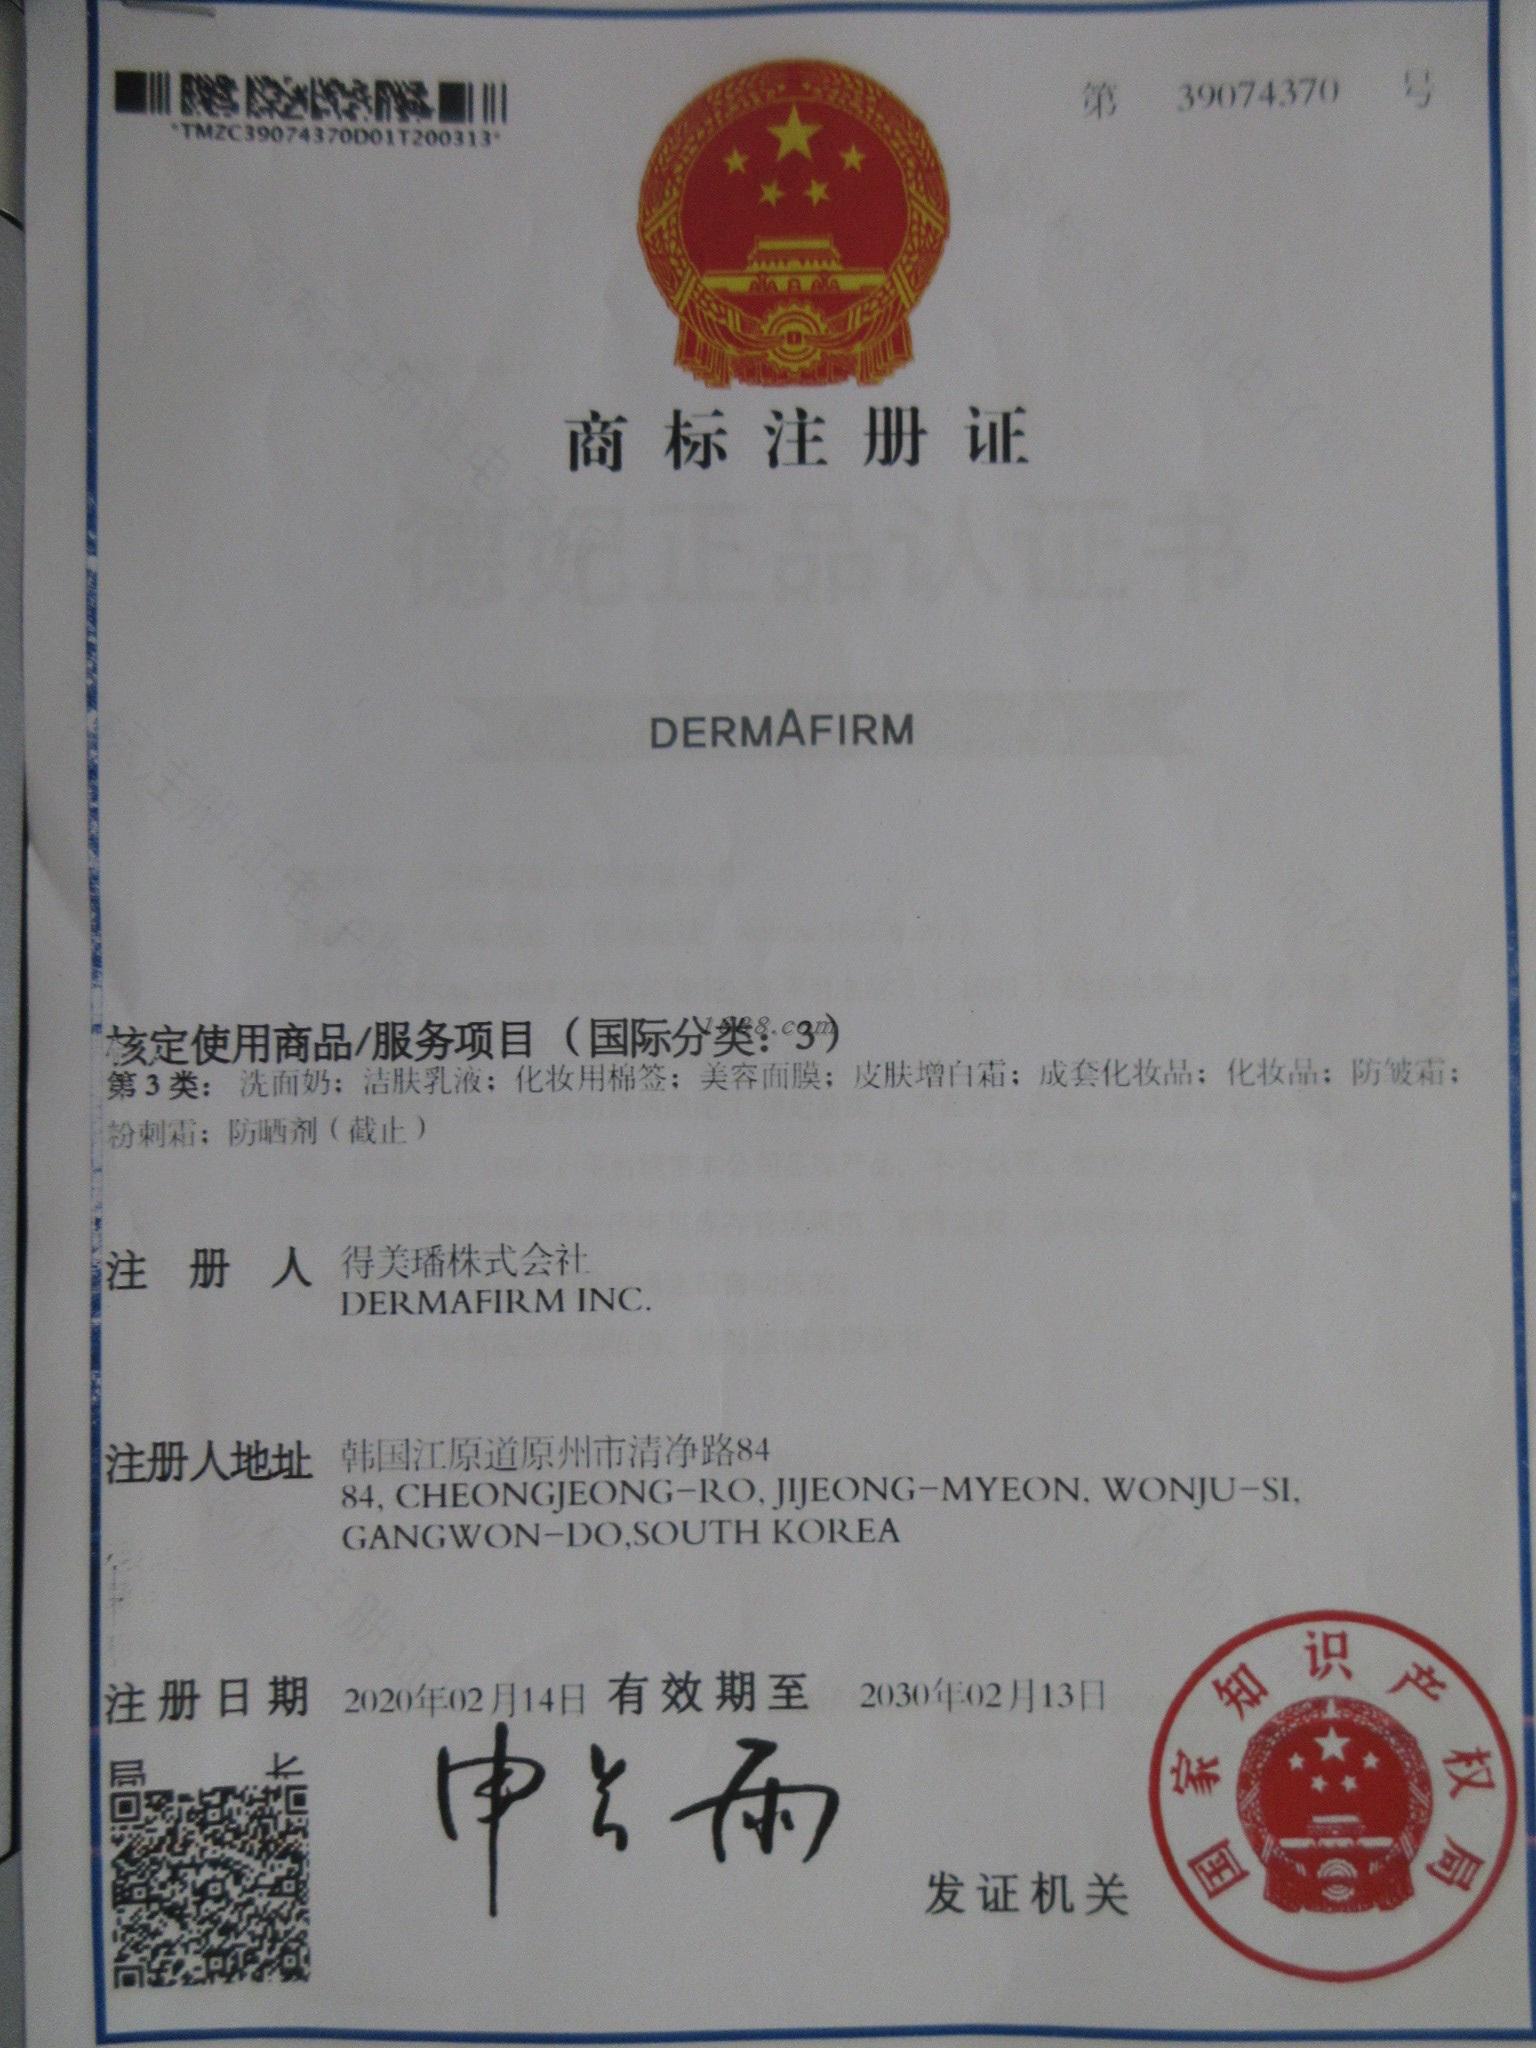 *TMZC39074370D01T200313*
第 39074370 号
商标注册证
DERMAFIRM
核定使用商品/服务项目（国际分类：3）
第3类：洗面奶；洁肤乳液；化妆用棉签；美容面膜；皮肤增白霜；成套化妆品；化妆品；防皱霜；
粉刺霜；防晒剂（截止）
注册人 得美璠株式会社
DERMAFIRM INC.
注册人地址 韩国江原道原州市清净路84
84, CHEONGJEONG-RO, JIJEONG-MYEON, WONJU-SI,
GANGWON-DO,SOUTH KOREA
注册日期 2020年02月14日 有效期至 2030年02月13日
申长雨
发证机关
国家知识产权局